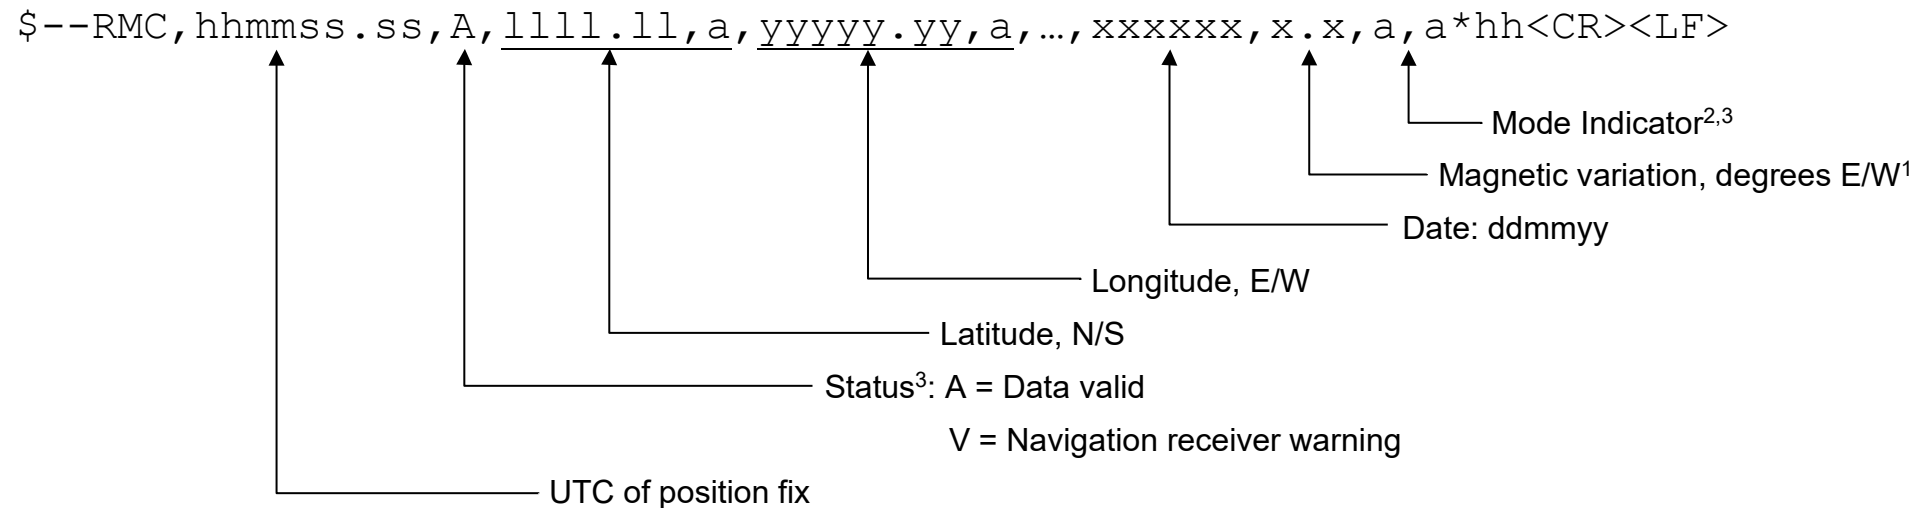 $--RMC,hhmmss.ss,A,llll.ll,a,yyyyy.yy,a,…,xxxxxx,x.x,a,a*hh<CR><LF>
Mode Indicator2,3
Magnetic variation, degrees E/W1
Date: ddmmyy
Longitude, E/W
Latitude, N/S
Status3: A = Data valid
V = Navigation receiver warning
UTC of position fix